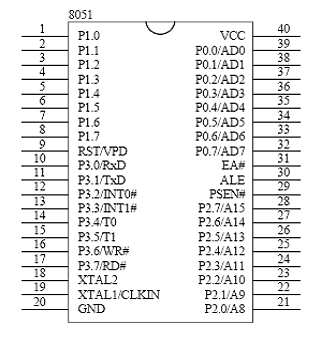 8051
1 P1.0 VCC 40
2 P1.1 P0.0/AD0 39
3 P1.2 P0.1/AD1 38
4 P1.3 P0.2/AD2 37
5 P1.4 P0.3/AD3 36
6 P1.5 P0.4/AD4 35
7 P1.6 P0.5/AD5 34
8 P1.7 P0.6/AD6 33
9 RST/VPD P0.7/AD7 32
10 P3.0/RxD EA# 31
11 P3.1/TxD ALE 30
12 P3.2/INT0# PSEN# 29
13 P3.3/INT1# P2.7/A15 28
14 P3.4/T0 P2.6/A14 27
15 P3.5/T1 P2.5/A13 26
16 P3.6/WR# P2.4/A12 25
17 P3.7/RD# P2.3/A11 24
18 XTAL2 P2.2/A10 23
19 XTAL1/CLKIN P2.1/A9 22
20 GND P2.0/A8 21